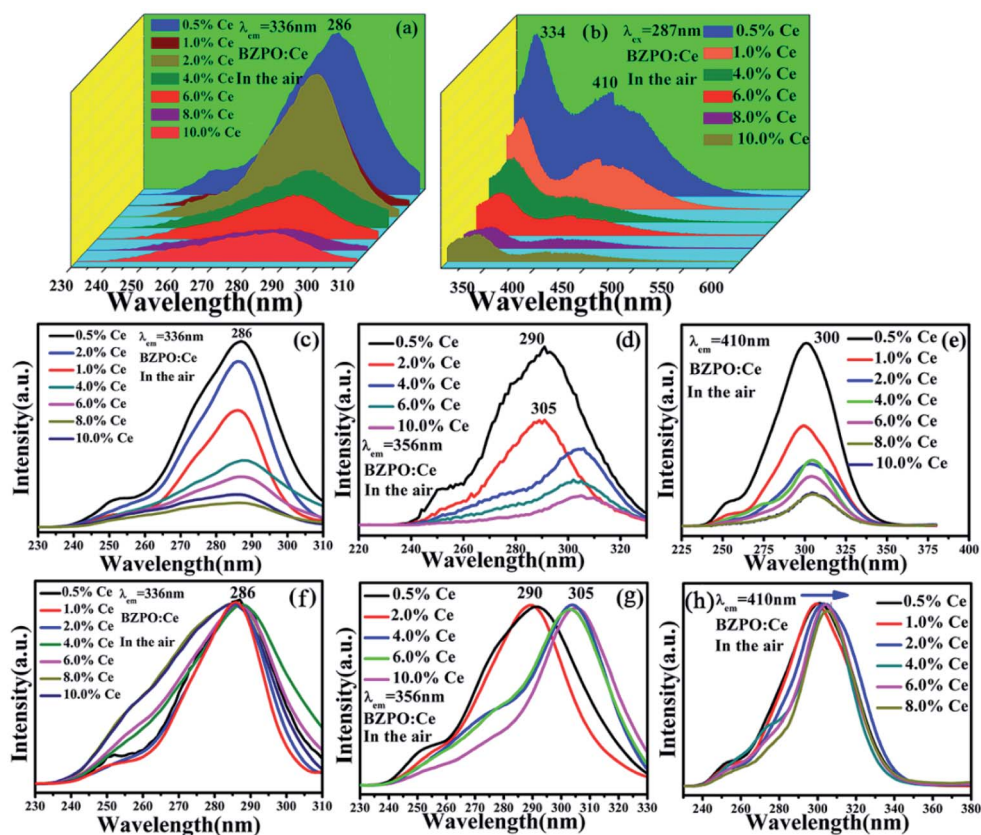 0.5% Ce λem=336nm 286 (a)
1.0% Ce BZPO:Ce
2.0% Ce In the air
4.0% Ce
6.0% Ce
8.0% Ce
10.0% Ce
230 240 250 260 270 280 290 300 310
Wavelength(nm)
334 (b) λex=287nm 0.5% Ce
410 BZPO:Ce 1.0% Ce
In the air 4.0% Ce
6.0% Ce
8.0% Ce
10.0% Ce
350 400 450 500 550 600
Wavelength(nm)
Intensity(a.u.)
0.5% Ce λem=336nm 286 (c)
2.0% Ce BZPO:Ce
1.0% Ce In the air
4.0% Ce
6.0% Ce
8.0% Ce
10.0% Ce
230 240 250 260 270 280 290 300 310
Wavelength(nm)
Intensity(a.u.)
0.5% Ce 290 (d)
2.0% Ce
4.0% Ce 305
6.0% Ce
10.0% Ce
λem=356nm
BZPO:Ce
In the air
230 240 250 260 270 280 290 300 310 320
Wavelength(nm)
Intensity(a.u.)
λem=410nm 300 (e)
BZPO:Ce 0.5% Ce
In the air 1.0% Ce
2.0% Ce
4.0% Ce
6.0% Ce
8.0% Ce
10.0% Ce
225 250 275 300 325 350 375 400
Wavelength(nm)
Intensity(a.u.)
0.5% Ce λem=336nm 286 (f)
1.0% Ce BZPO:Ce
2.0% Ce In the air
4.0% Ce
6.0% Ce
8.0% Ce
10.0% Ce
230 240 250 260 270 280 290 300 310
Wavelength(nm)
Intensity(a.u.)
0.5% Ce 290 305 (g)
2.0% Ce
4.0% Ce
6.0% Ce
10.0% Ce
λem=356nm
BZPO:Ce
In the air
230 240 250 260 270 280 290 300 310 320 330
Wavelength(nm)
Intensity(a.u.)
(h) λem=410nm 0.5% Ce
BZPO:Ce 1.0% Ce
In the air 2.0% Ce
4.0% Ce
6.0% Ce
8.0% Ce
240 260 280 300 320 340 360 380
Wavelength(nm)